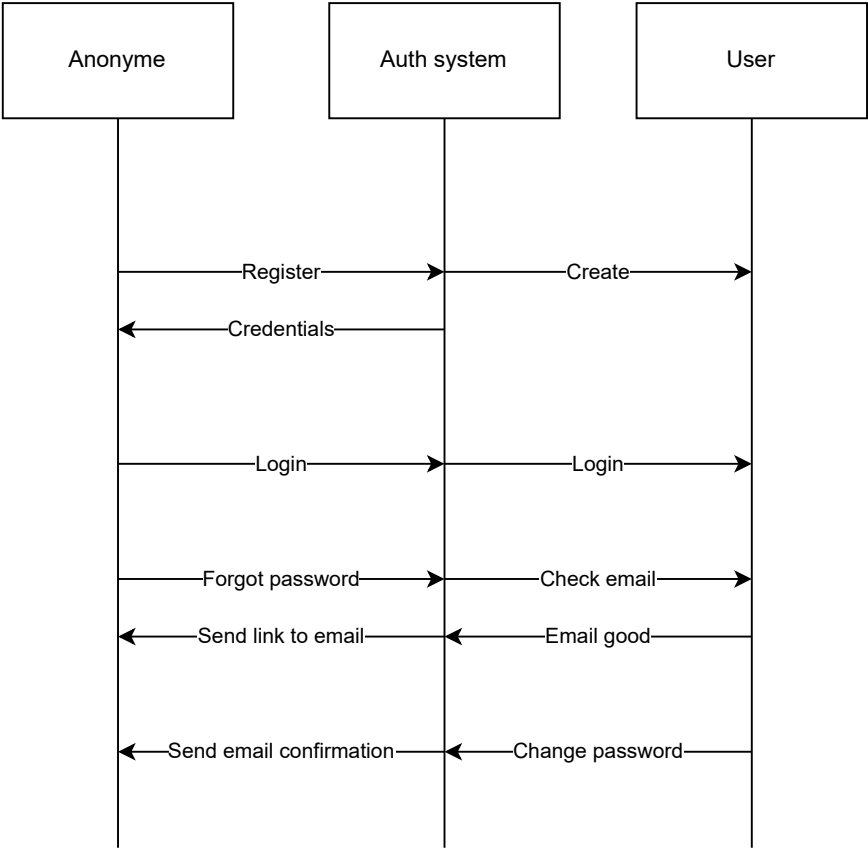 Anonyme
Auth system
User
Register
Create
Credentials
Login
Login
Forgot password
Check email
Send link to email
Email good
Send email confirmation
Change password